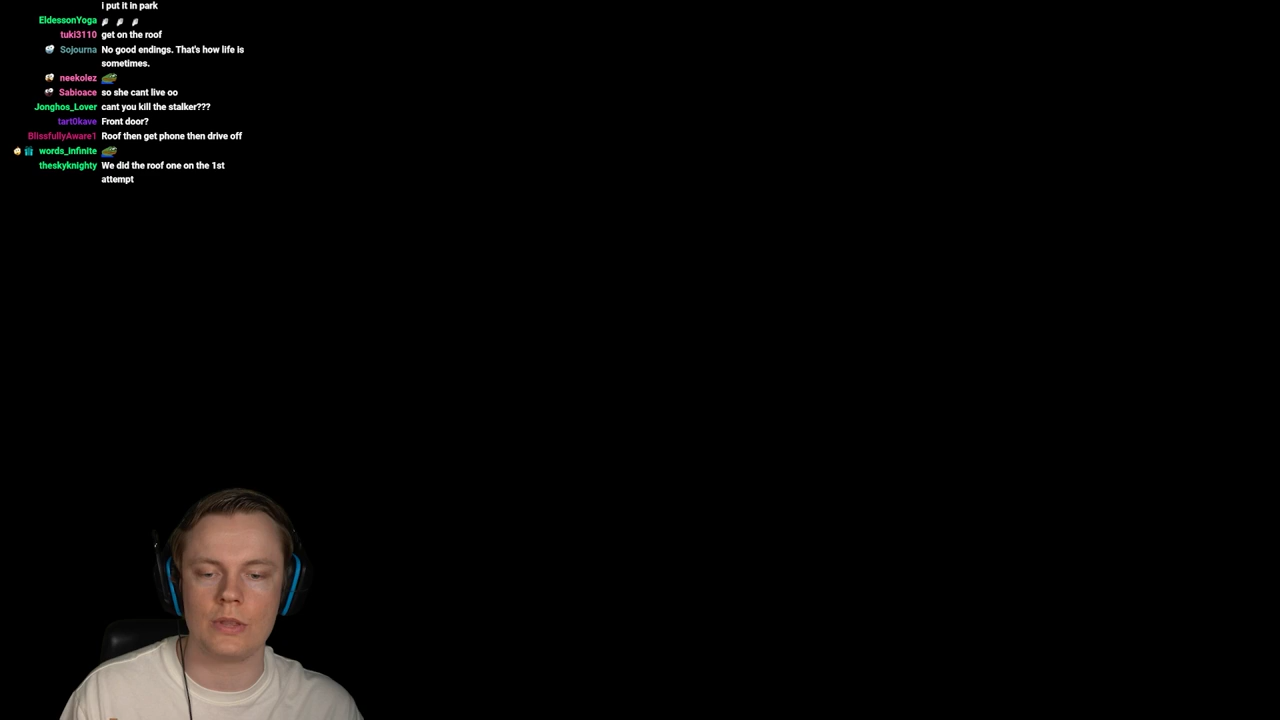 i put it in park
EldessonYoga
tuki3110 get on the roof
Sojourna No good endings. That's how life is
sometimes.
neekolez
Sabioace so she cant live oo
Jonghos_Lover cant you kill the stalker???
tart0kave Front door?
BlissfullyAware1 Roof then get phone then drive off
words_infinite
theskyknighty We did the roof one on the 1st
attempt